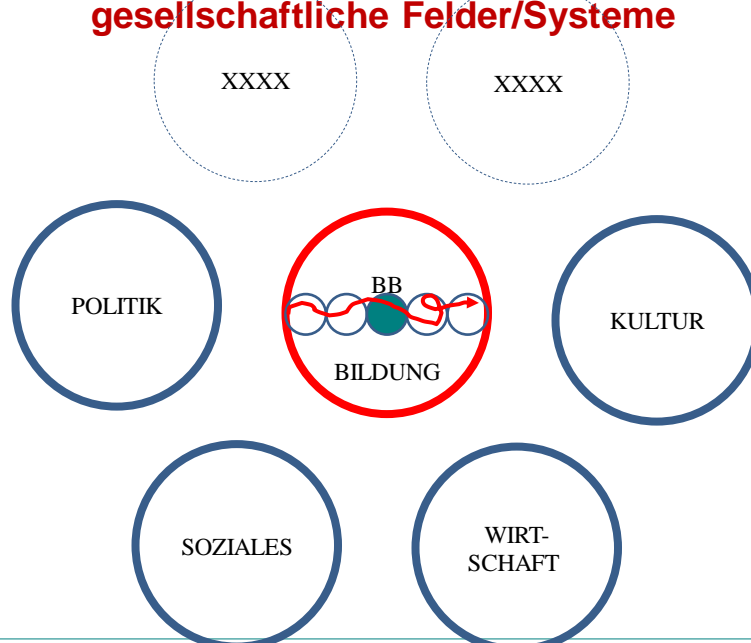 gesellschaftliche Felder/Systeme
XXXX
XXXX
POLITIK
BB
BILDUNG
KULTUR
SOZIALES
WIRT-
SCHAFT